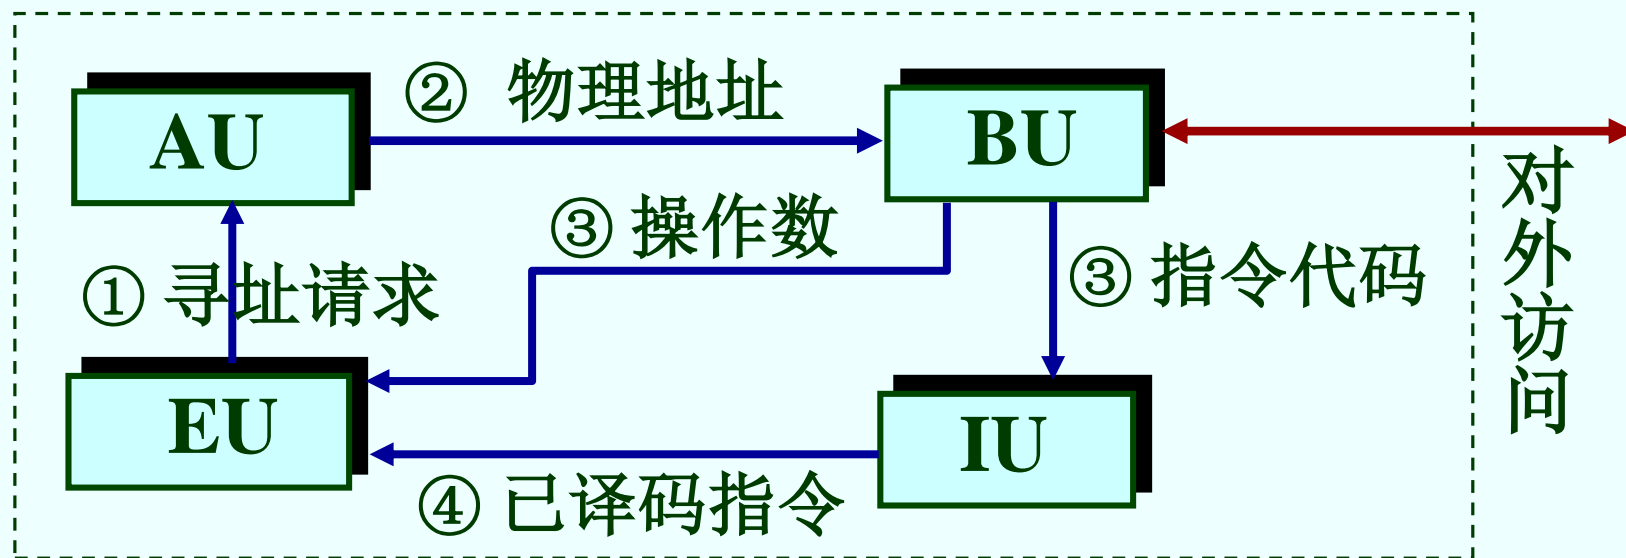 AU
② 物理地址
BU
③ 操作数
① 寻址请求
③ 指令代码
对外访问
EU
IU
④ 已译码指令